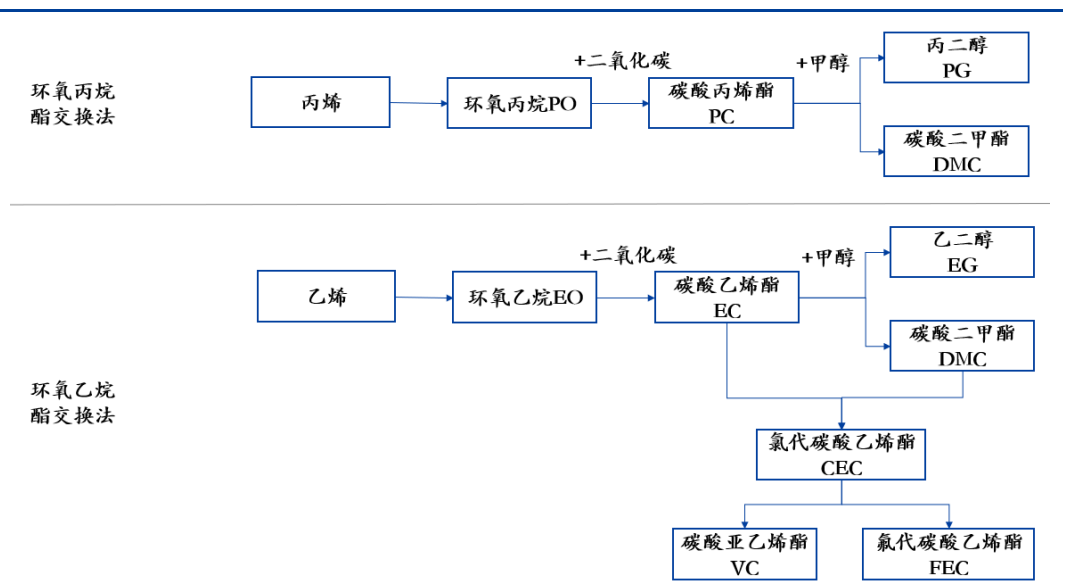 环氧丙烷
酯交换法
丙烯
环氧丙烷PO
+二氧化碳
碳酸丙烯酯
PC
+甲醇
丙二醇
PG
碳酸二甲酯
DMC
环氧乙烷
酯交换法
乙烯
环氧乙烷EO
+二氧化碳
碳酸乙烯酯
EC
+甲醇
乙二醇
EG
碳酸二甲酯
DMC
氯代碳酸乙烯酯
CEC
碳酸亚乙烯酯
VC
氟代碳酸乙烯酯
FEC